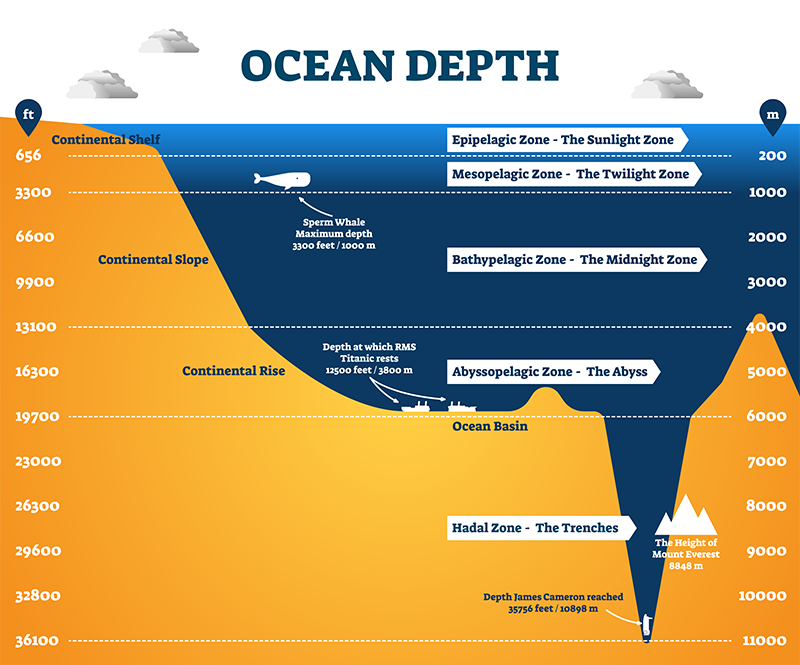 OCEAN DEPTH
ft
m
Continental Shelf
Epipelagic Zone - The Sunlight Zone
656
200
Mesopelagic Zone - The Twilight Zone
3300
1000
Sperm Whale
Maximum depth
3300 feet / 1000 m
6600
2000
Continental Slope
Bathypelagic Zone - The Midnight Zone
9900
3000
13100
4000
Depth at which RMS
Titanic rests
12500 feet / 3800 m
16300
Continental Rise
Abyssopelagic Zone - The Abyss
5000
19700
6000
Ocean Basin
23000
7000
26300
8000
Hadal Zone - The Trenches
The Height of
Mount Everest
8848 m
29600
9000
32800
10000
Depth James Cameron reached
35756 feet / 10898 m
36100
11000